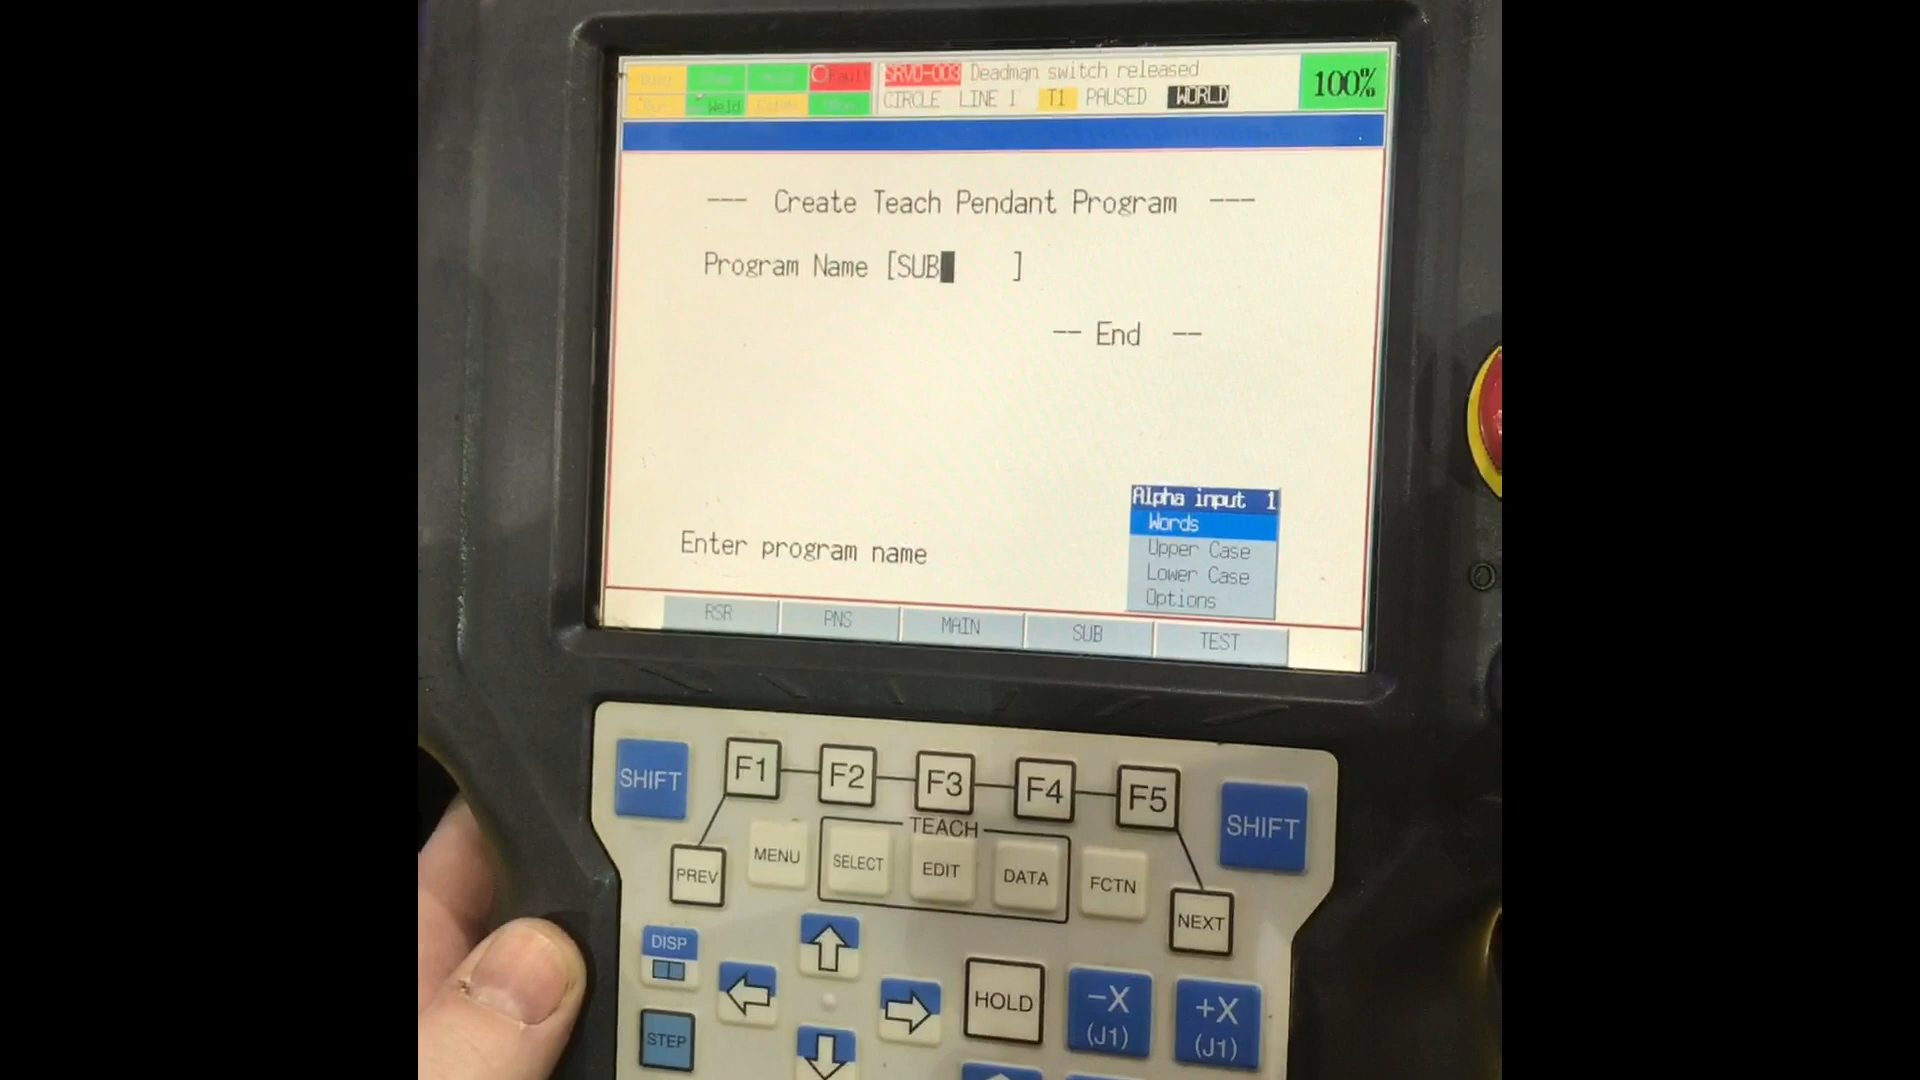 Fault SRVO-003 Deadman switch released
Weld CIRCLE LINE 1 T1 PAUSED WORLD
100%
--- Create Teach Pendant Program ---
Program Name [SUB ]
-- End --
Alpha input 1
Words
Upper Case
Lower Case
Options
Enter program name
RSR PNS MAIN SUB TEST
SHIFT F1 F2 F3 F4 F5 SHIFT
TEACH
PREV MENU SELECT EDIT DATA FCTN NEXT
DISP
HOLD -X (J1) +X (J1)
STEP